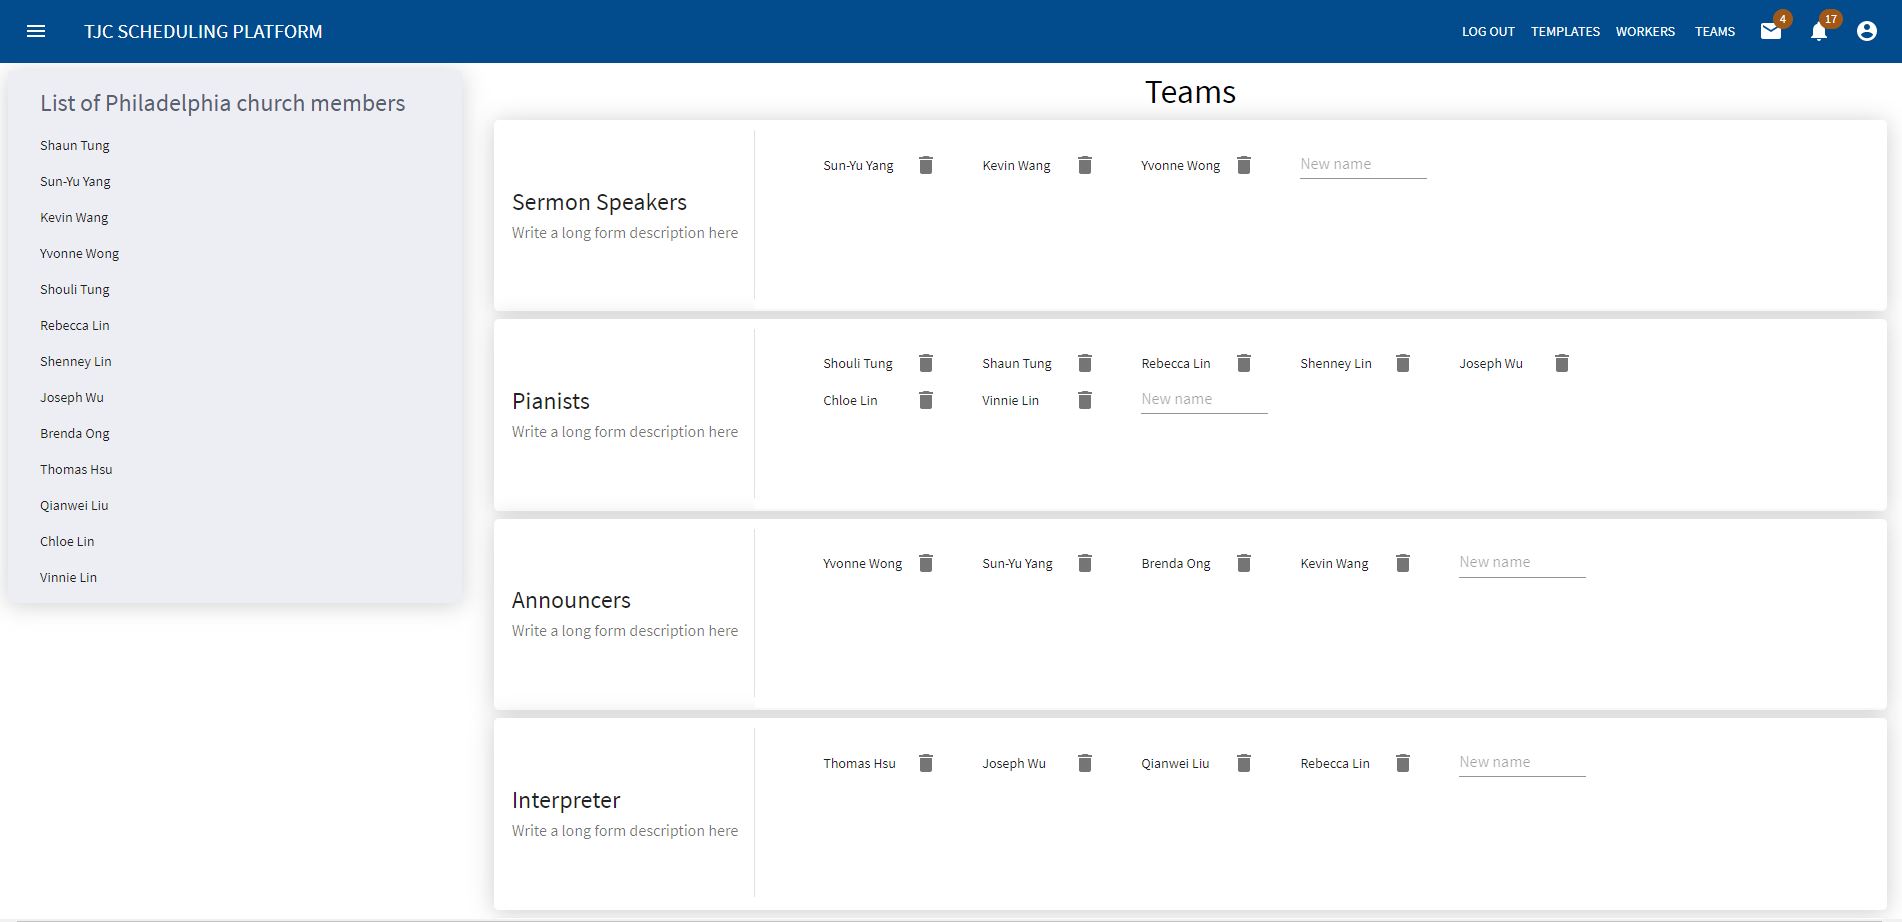 TJC SCHEDULING PLATFORM
LOG OUT TEMPLATES WORKERS TEAMS 4 17
List of Philadelphia church members
Shaun Tung
Sun-Yu Yang
Kevin Wang
Yvonne Wong
Shouli Tung
Rebecca Lin
Shenney Lin
Joseph Wu
Brenda Ong
Thomas Hsu
Qianwei Liu
Chloe Lin
Vinnie Lin
Teams
Sermon Speakers
Write a long form description here
Sun-Yu Yang Kevin Wang Yvonne Wong New name
Pianists
Write a long form description here
Shouli Tung Shaun Tung Rebecca Lin Shenney Lin Joseph Wu
Chloe Lin Vinnie Lin New name
Announcers
Write a long form description here
Yvonne Wong Sun-Yu Yang Brenda Ong Kevin Wang New name
Interpreter
Write a long form description here
Thomas Hsu Joseph Wu Qianwei Liu Rebecca Lin New name